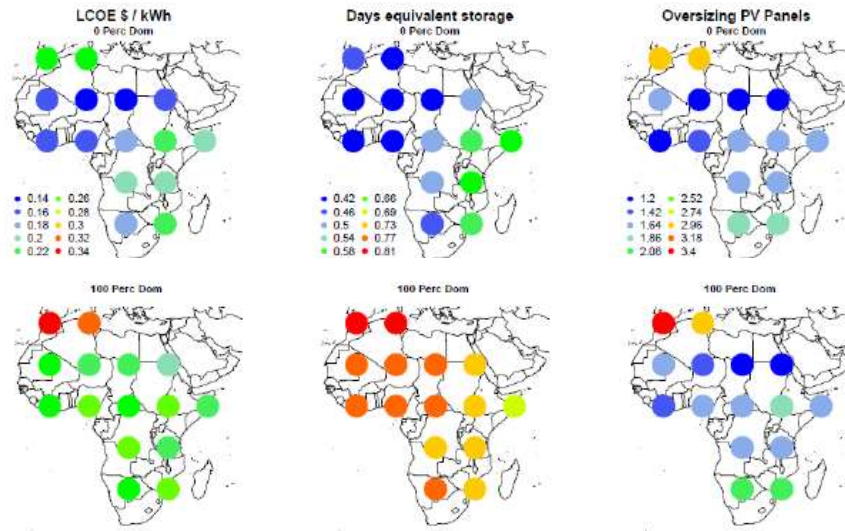 LCOE $ / kWh
0 Perc Dom
Days equivalent storage
0 Perc Dom
Oversizing PV Panels
0 Perc Dom
0.14 0.26
0.16 0.28
0.18 0.3
0.2 0.32
0.22 0.34
0.42 0.66
0.46 0.69
0.5 0.73
0.54 0.77
0.58 0.81
1.2 2.52
1.42 2.74
1.64 2.96
1.86 3.18
2.08 3.4
100 Perc Dom
100 Perc Dom
100 Perc Dom